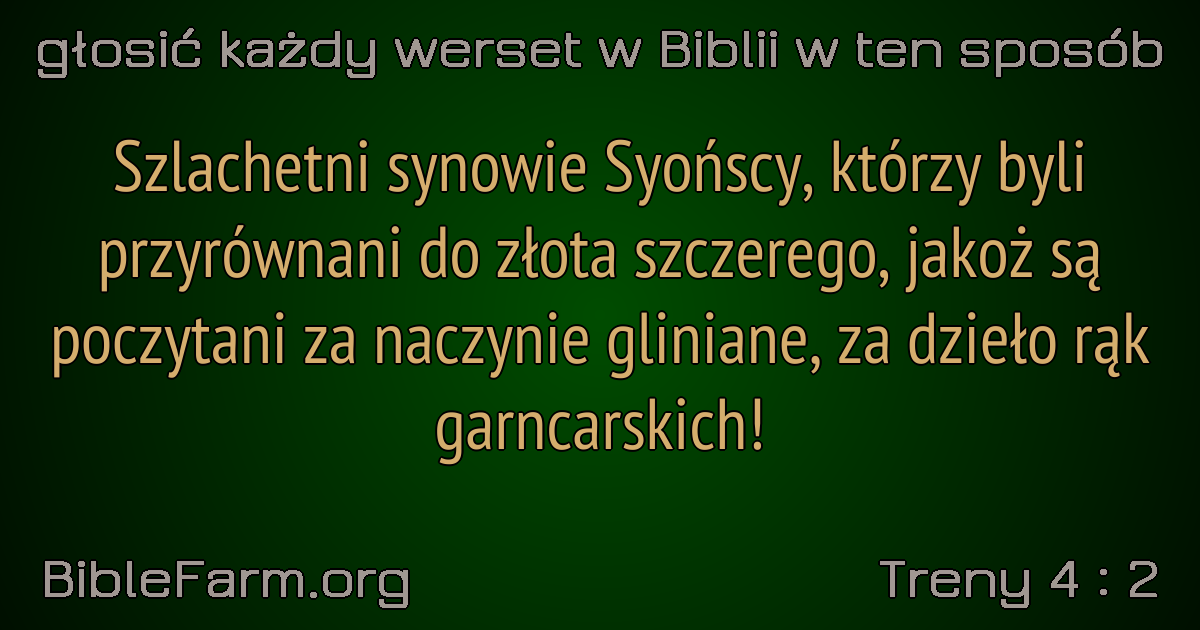 głosić każdy werset w Biblii w ten sposób
Szlachetni synowie Syońscy, którzy byli
przyrównani do złota szczerego, jakoż są
poczytani za naczynie gliniane, za dzieło rąk
garncarskich!
BibleFarm.org
Treny 4 : 2